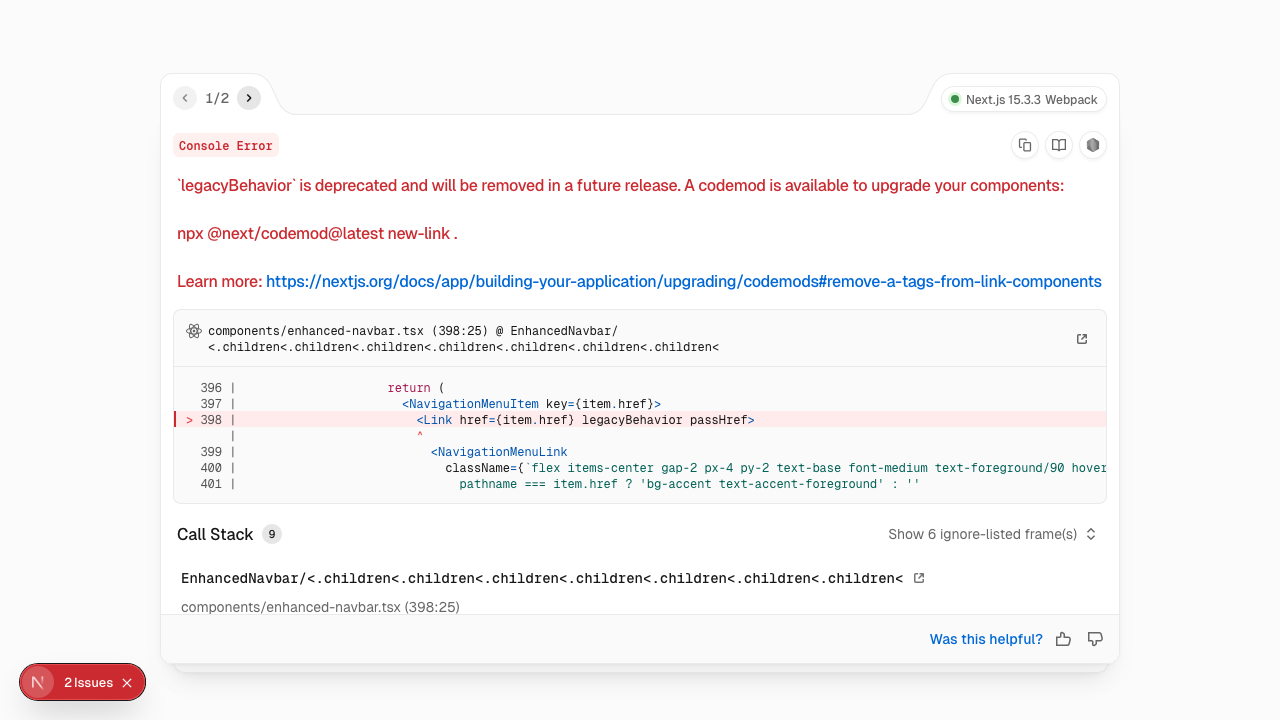 1/2
Next.js 15.3.3 Webpack
Console Error
`legacyBehavior` is deprecated and will be removed in a future release. A codemod is available to upgrade your components:
npx @next/codemod@latest new-link .
Learn more: https://nextjs.org/docs/app/building-your-application/upgrading/codemods#remove-a-tags-from-link-components
components/enhanced-navbar.tsx (398:25) @ EnhancedNavbar/
<.children<.children<.children<.children<.children<.children<.children<
396 | return (
397 | <NavigationMenuItem key={item.href}>
> 398 | <Link href={item.href} legacyBehavior passHref>
| ^
399 | <NavigationMenuLink
400 | className={`flex items-center gap-2 px-4 py-2 text-base font-medium text-foreground/90 hover
401 | pathname === item.href ? 'bg-accent text-accent-foreground' : ''
Call Stack 9
Show 6 ignore-listed frame(s)
EnhancedNavbar/<.children<.children<.children<.children<.children<.children<.children<
components/enhanced-navbar.tsx (398:25)
Was this helpful?
N 2 Issues